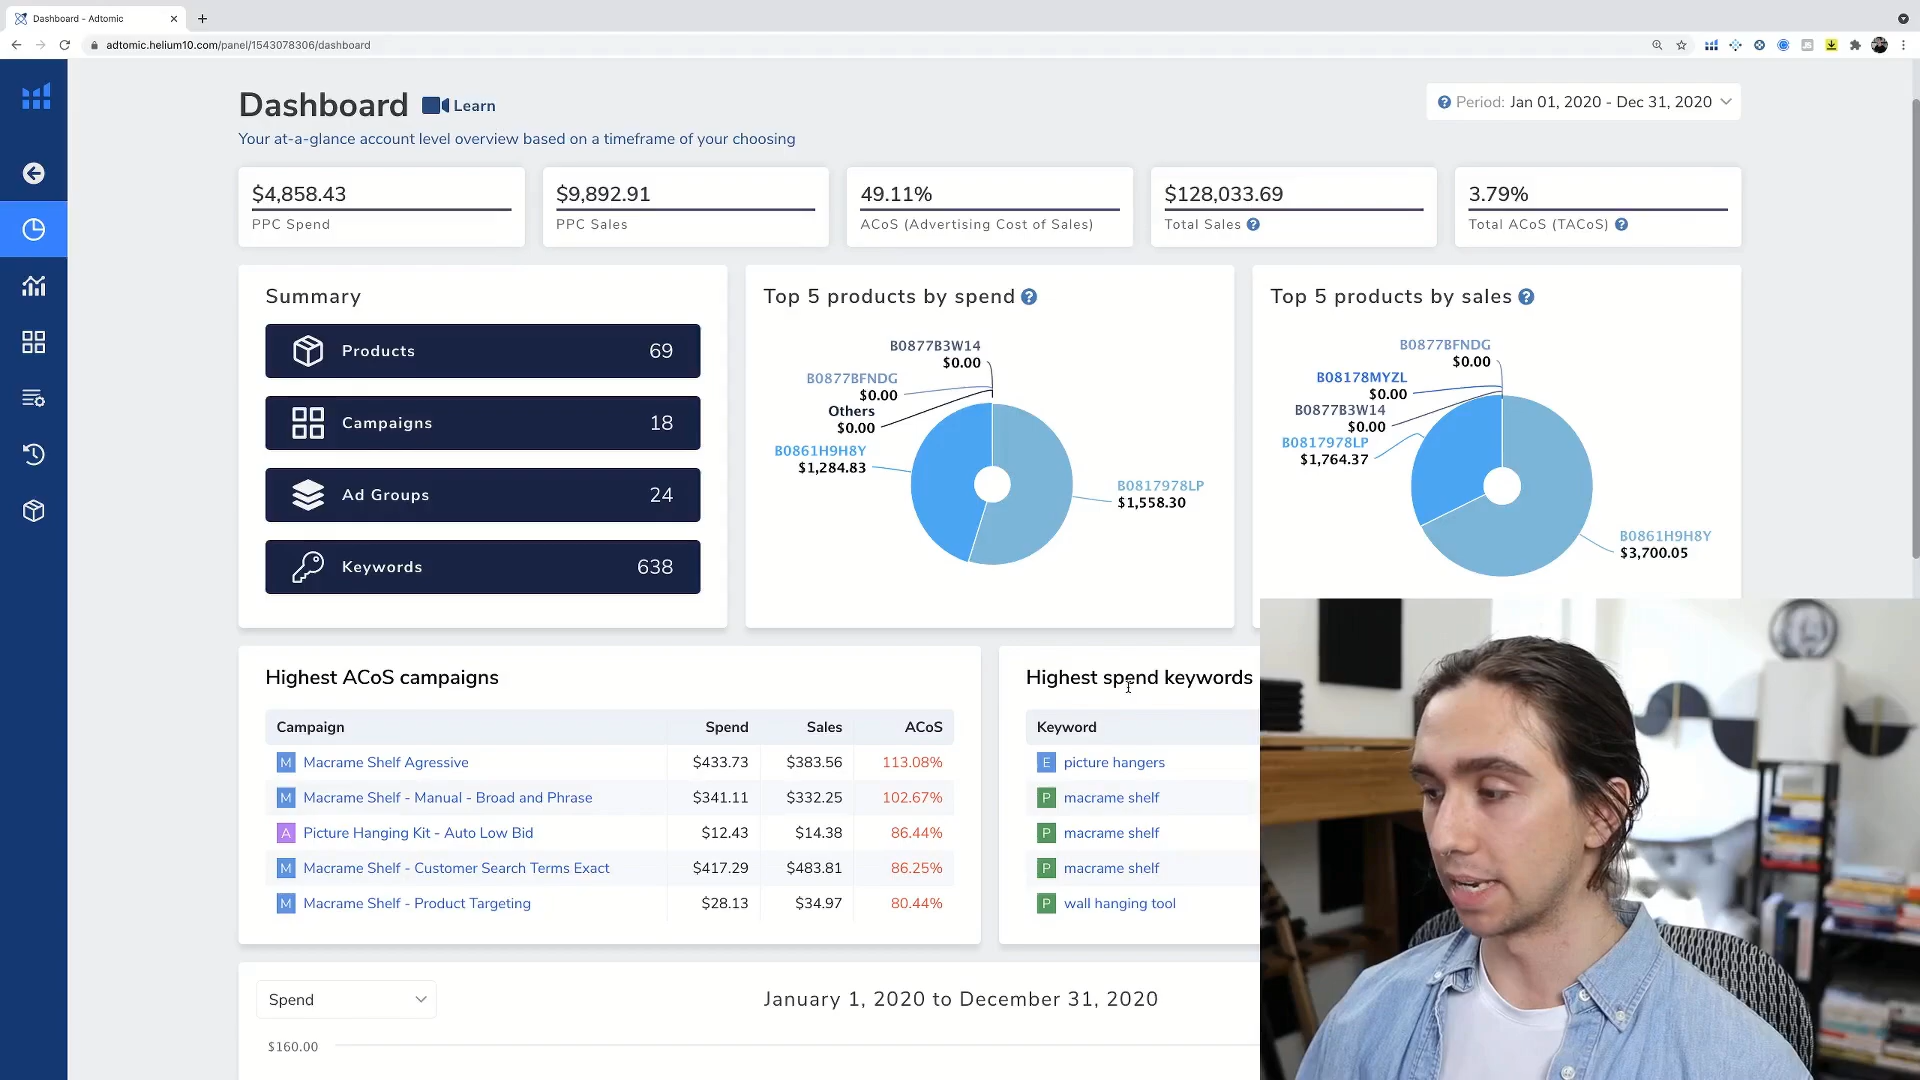 Dashboard - Adtomic
adtomic.helium10.com/panel/1543078306/dashboard
Dashboard
Learn
Period: Jan 01, 2020 - Dec 31, 2020
Your at-a-glance account level overview based on a timeframe of your choosing
$4,858.43
PPC Spend
$9,892.91
PPC Sales
49.11%
ACoS (Advertising Cost of Sales)
$128,033.69
Total Sales ?
3.79%
Total ACoS (TACoS) ?
Summary
Products 69
Campaigns 18
Ad Groups 24
Keywords 638
Top 5 products by spend ?
B0877B3W14
$0.00
B0877BFNDG
$0.00
Others
$0.00
B0861H9H8Y
$1,284.83
B0817978LP
$1,558.30
Top 5 products by sales ?
B0877BFNDG
$0.00
B08178MYZL
$0.00
B0877B3W14
$0.00
B0817978LP
$1,764.37
B0861H9H8Y
$3,700.05
Highest ACoS campaigns
Campaign Spend Sales ACoS
M Macrame Shelf Agressive $433.73 $383.56 113.08%
M Macrame Shelf - Manual - Broad and Phrase $341.11 $332.25 102.67%
A Picture Hanging Kit - Auto Low Bid $12.43 $14.38 86.44%
M Macrame Shelf - Customer Search Terms Exact $417.29 $483.81 86.25%
M Macrame Shelf - Product Targeting $28.13 $34.97 80.44%
Highest spend keywords
Keyword
E picture hangers
P macrame shelf
P macrame shelf
P macrame shelf
P wall hanging tool
Spend
January 1, 2020 to December 31, 2020
$160.00